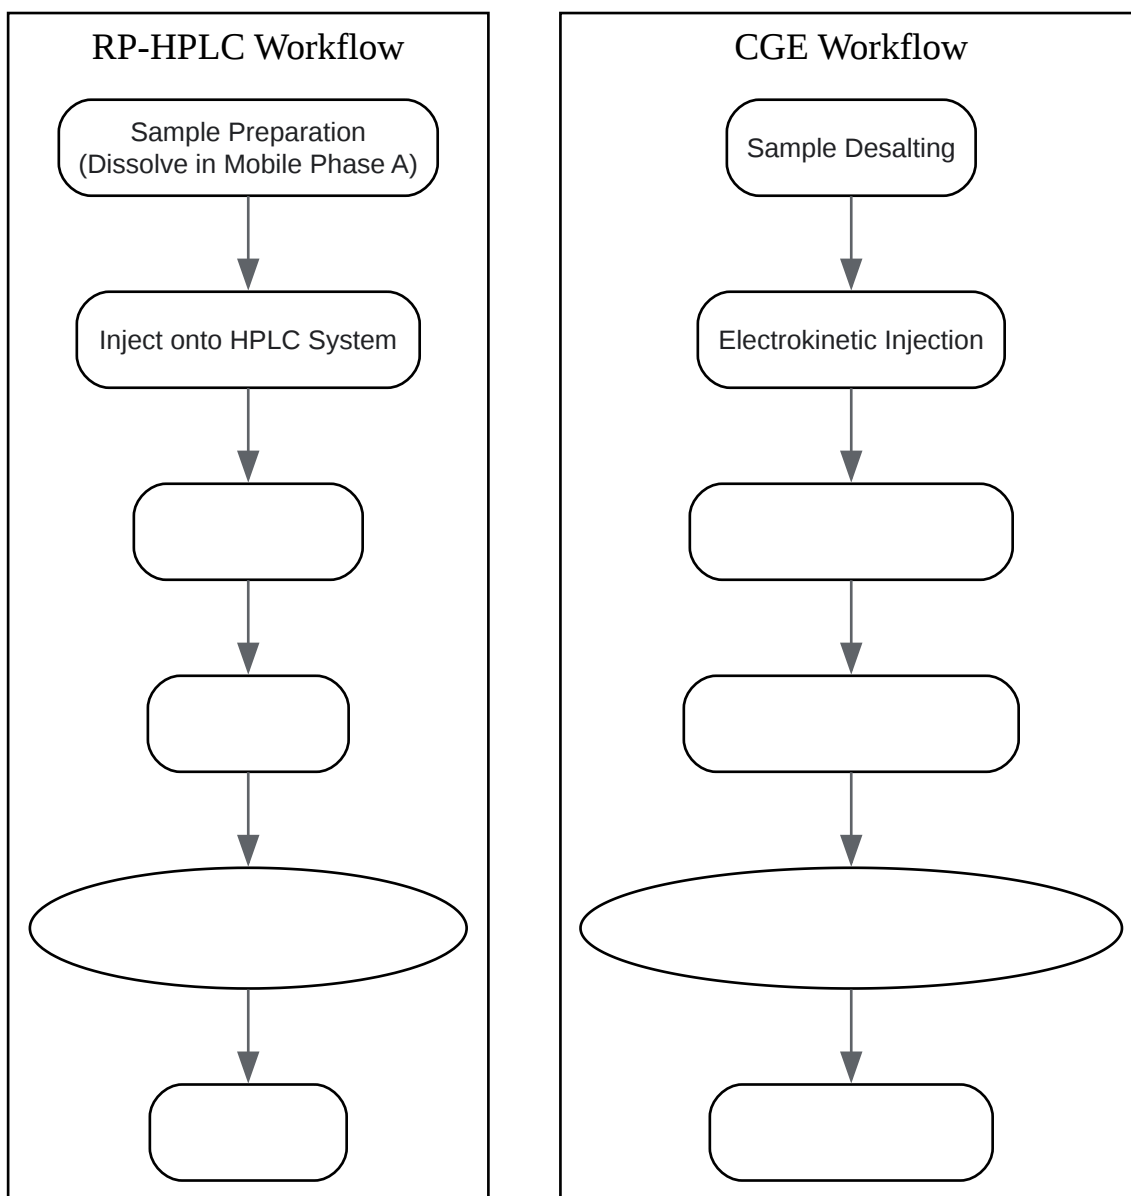 RP-HPLC Workflow
Sample Preparation
(Dissolve in Mobile Phase A)
Inject onto HPLC System
CGE Workflow
Sample Desalting
Electrokinetic Injection